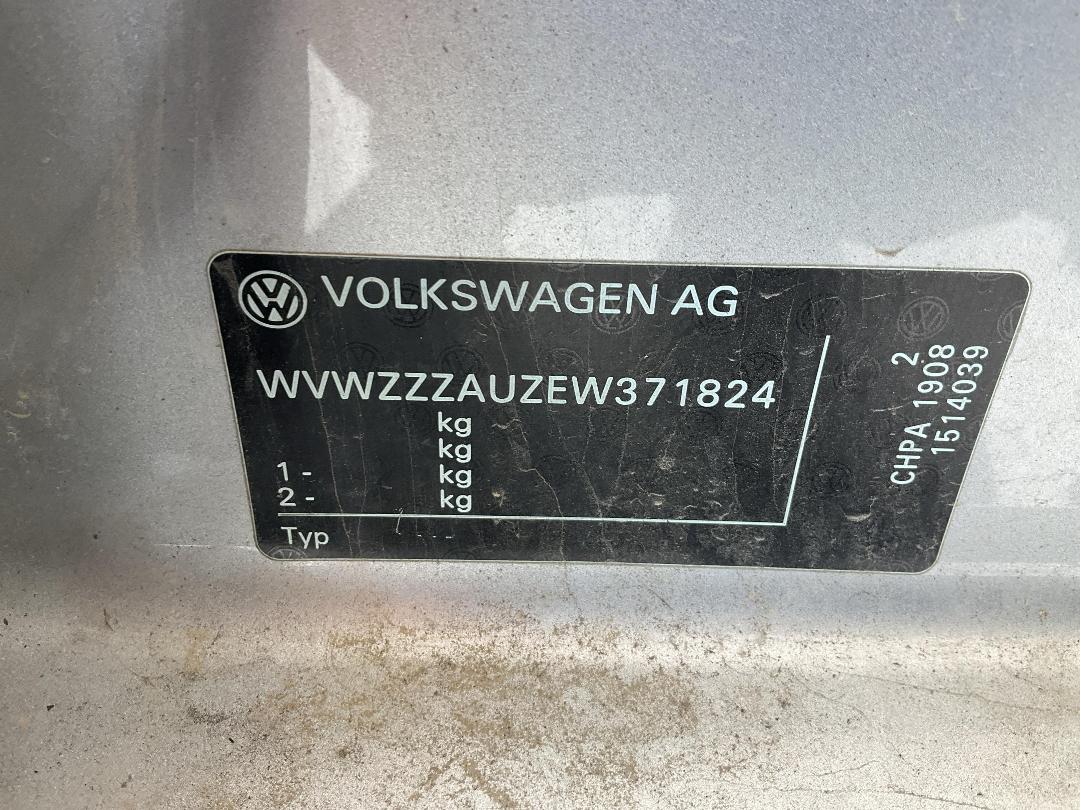 VOLKSWAGEN AG
WVWZZZAUZEW371824
kg
kg
1 - kg
2 - kg
Typ
2
CHPA 1908
1514039